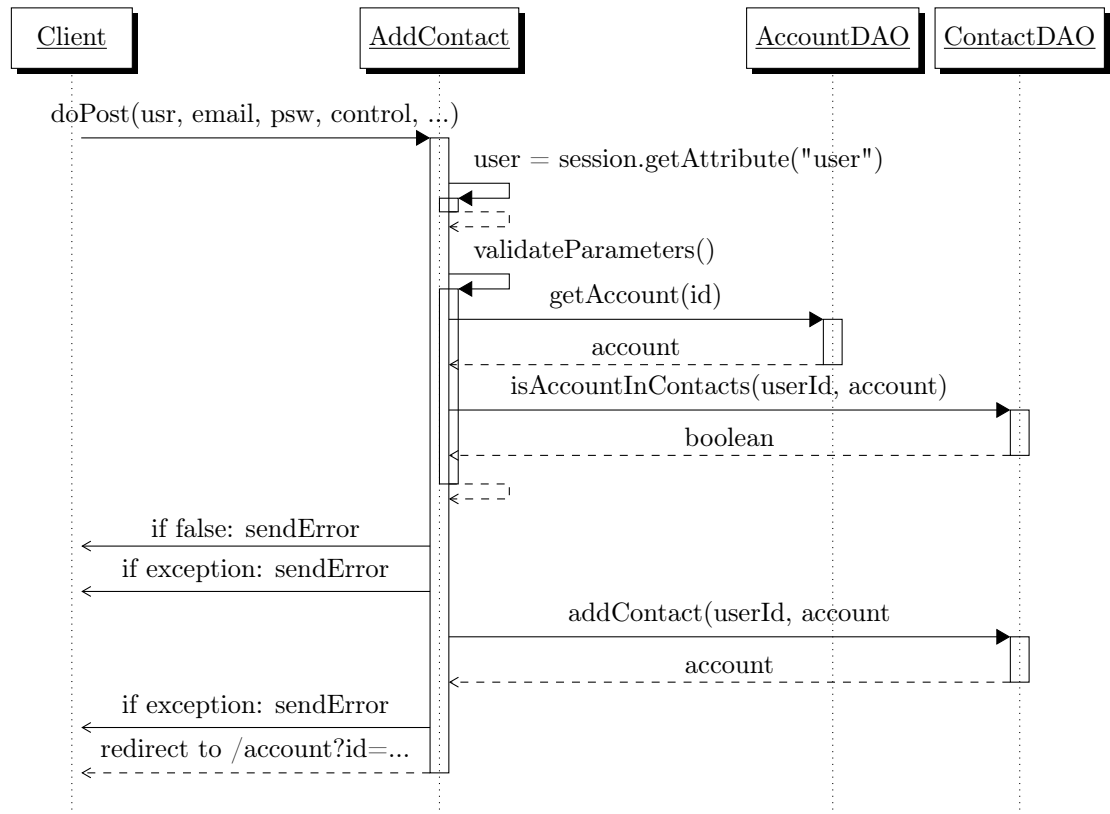 Client
AddContact
AccountDAO
ContactDAO
doPost(usr, email, psw, control, ...)
user = session.getAttribute("user")
validateParameters()
getAccount(id)
account
isAccountInContacts(userId, account)
boolean
if false: sendError
if exception: sendError
addContact(userId, account
account
if exception: sendError
redirect to /account?id=...